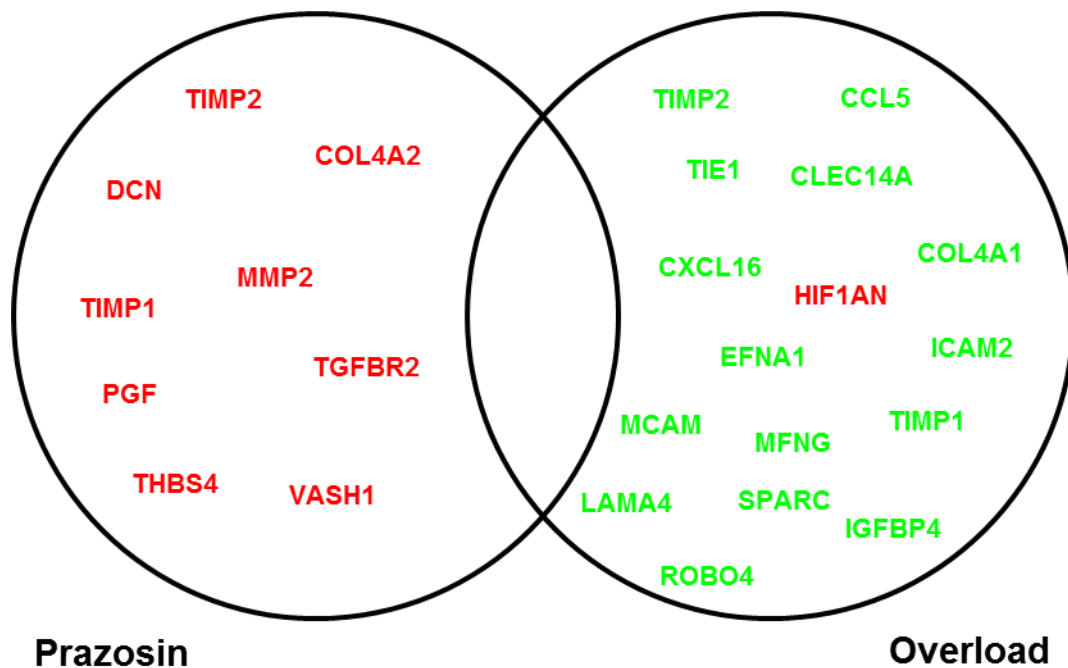 TIMP2
COL4A2
DCN
MMP2
TIMP1
TGFBR2
PGF
THBS4
VASH1
TIMP2
CCL5
TIE1
CLEC14A
COL4A1
CXCL16
HIF1AN
ICAM2
EFNA1
TIMP1
MCAM
MFNG
LAMA4
SPARC
IGFBP4
ROBO4
Prazosin
Overload